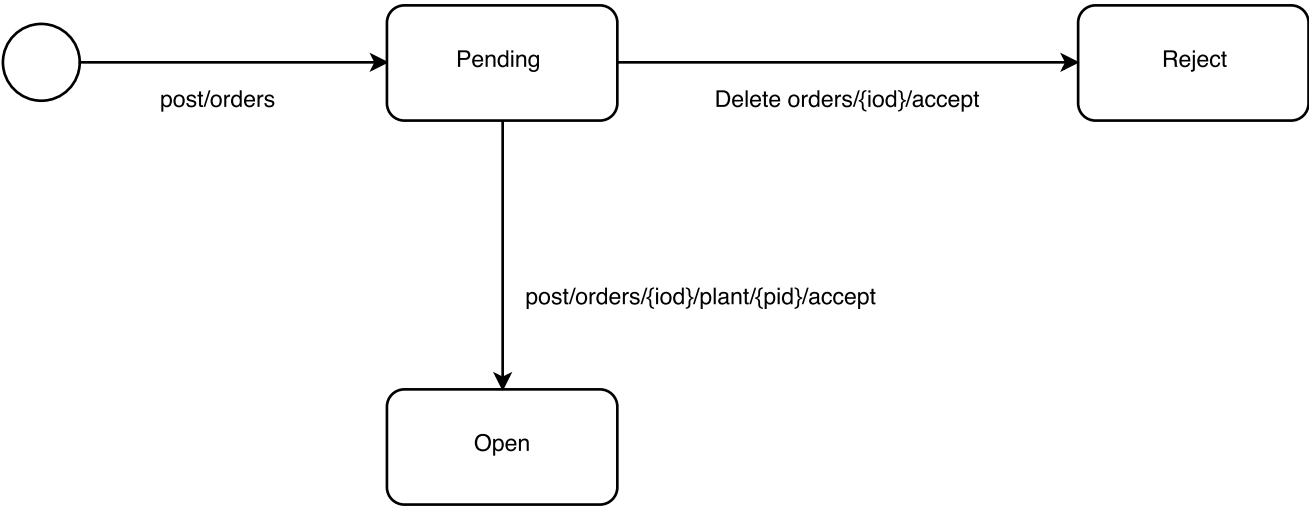 Pending
Reject
post/orders
Delete orders/{iod}/accept
post/orders/{iod}/plant/{pid}/accept
Open